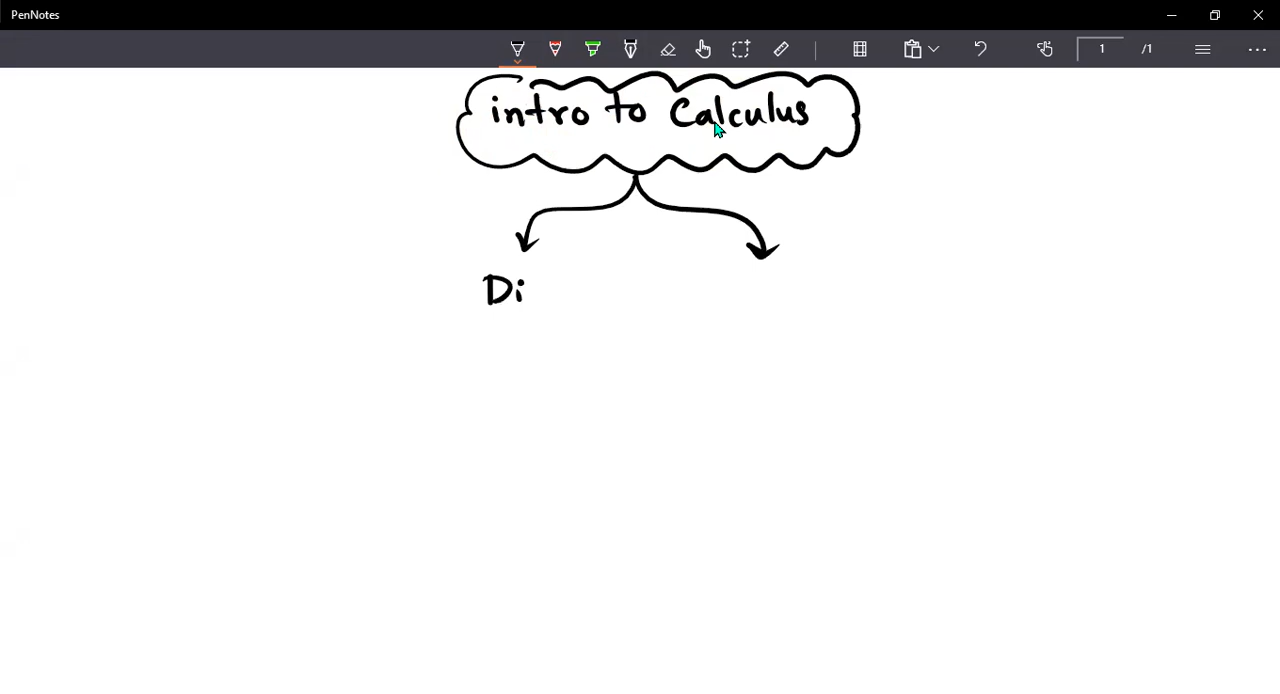 PenNotes
1 /1
intro to Calculus
Di